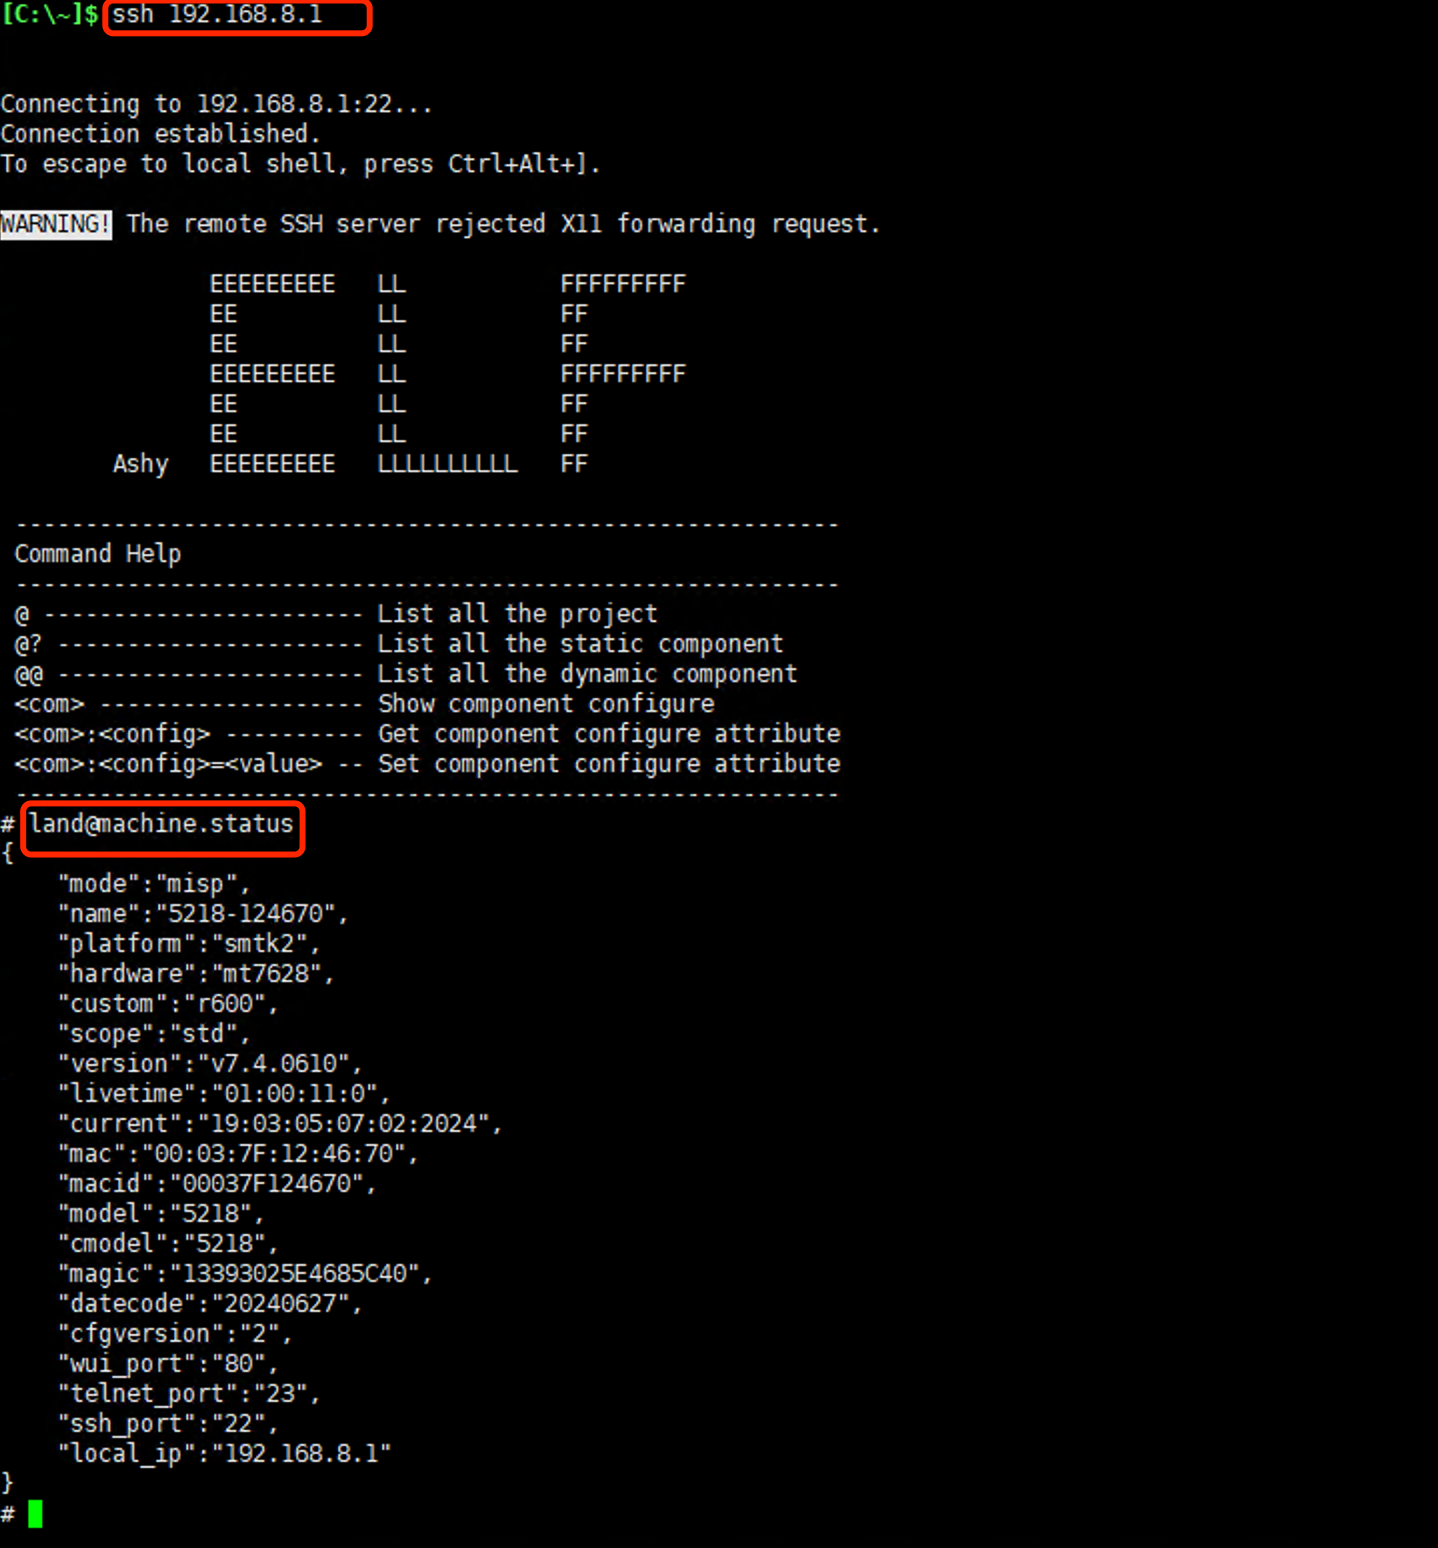 [C:\~]$ ssh 192.168.8.1
Connecting to 192.168.8.1:22...
Connection established.
To escape to local shell, press Ctrl+Alt+].
WARNING! The remote SSH server rejected X11 forwarding request.
EEEEEEEEE   LL           FFFFFFFFF
EE          LL           FF
EE          LL           FF
EEEEEEEEE   LL           FFFFFFFFF
EE          LL           FF
EE          LL           FF
Ashy   EEEEEEEEE   LLLLLLLLLL   FF
-----------------------------------------------------------
Command Help
-----------------------------------------------------------
@ ----------------------- List all the project
@? ---------------------- List all the static component
@@ ---------------------- List all the dynamic component
<com> ------------------- Show component configure
<com>:<config> ---------- Get component configure attribute
<com>:<config>=<value> -- Set component configure attribute
-----------------------------------------------------------
# land@machine.status
{
"mode":"misp",
"name":"5218-124670",
"platform":"smtk2",
"hardware":"mt7628",
"custom":"r600",
"scope":"std",
"version":"v7.4.0610",
"livetime":"01:00:11:0",
"current":"19:03:05:07:02:2024",
"mac":"00:03:7F:12:46:70",
"macid":"00037F124670",
"model":"5218",
"cmodel":"5218",
"magic":"13393025E4685C40",
"datecode":"20240627",
"cfgversion":"2",
"wui_port":"80",
"telnet_port":"23",
"ssh_port":"22",
"local_ip":"192.168.8.1"
}
#